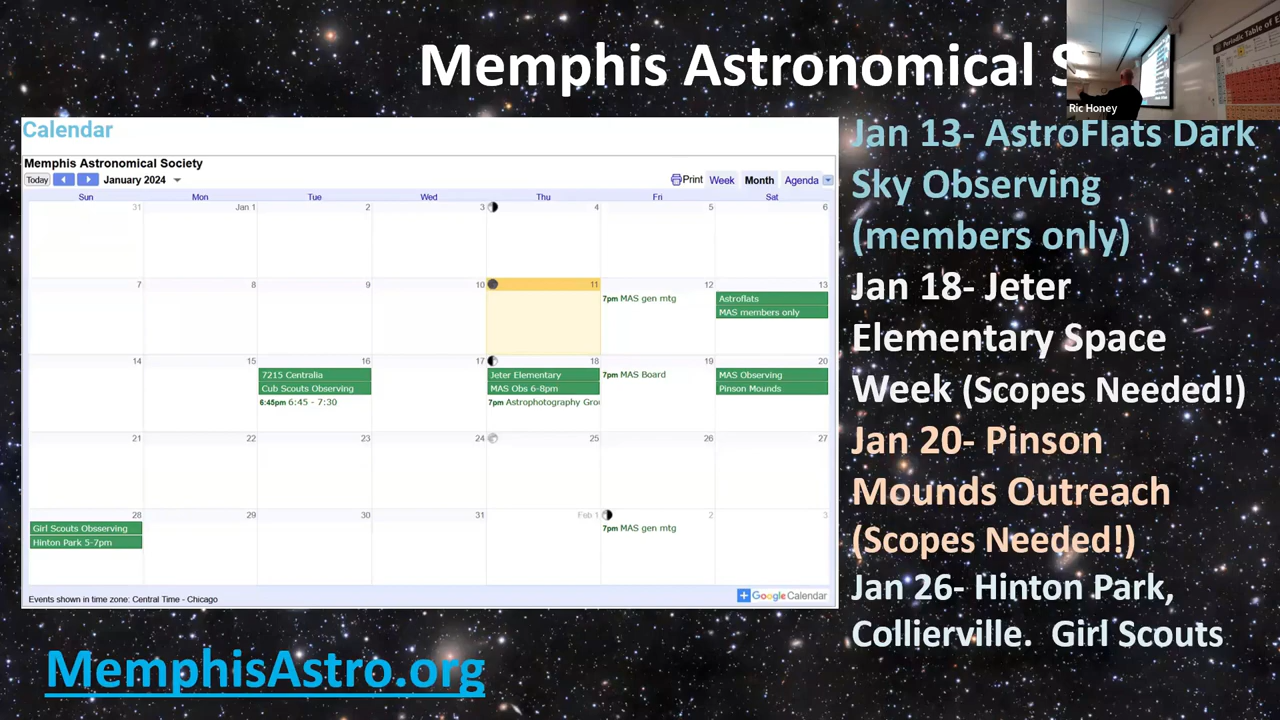 Memphis Astronomical S
Ric Honey
Periodic Table of E
Calendar
Memphis Astronomical Society
Today January 2024 Print Week Month Agenda
Sun Mon Tue Wed Thu Fri Sat
31 Jan 1 2 3 4 5 6
7 8 9 10 11 12 13
7pm MAS gen mtg
Astroflats
MAS members only
14 15 16 17 18 19 20
7215 Centralia
Cub Scouts Observing
6:45pm 6:45 - 7:30
Jeter Elementary
MAS Obs 6-8pm
7pm Astrophotography Grou
7pm MAS Board
MAS Observing
Pinson Mounds
21 22 23 24 25 26 27
28 29 30 31 Feb 1 2 3
Girl Scouts Obsserving
Hinton Park 5-7pm
7pm MAS gen mtg
Events shown in time zone: Central Time - Chicago
Google Calendar
Jan 13- AstroFlats Dark
Sky Observing
(members only)
Jan 18- Jeter
Elementary Space
Week (Scopes Needed!)
Jan 20- Pinson
Mounds Outreach
(Scopes Needed!)
Jan 26- Hinton Park,
Collierville. Girl Scouts
MemphisAstro.org